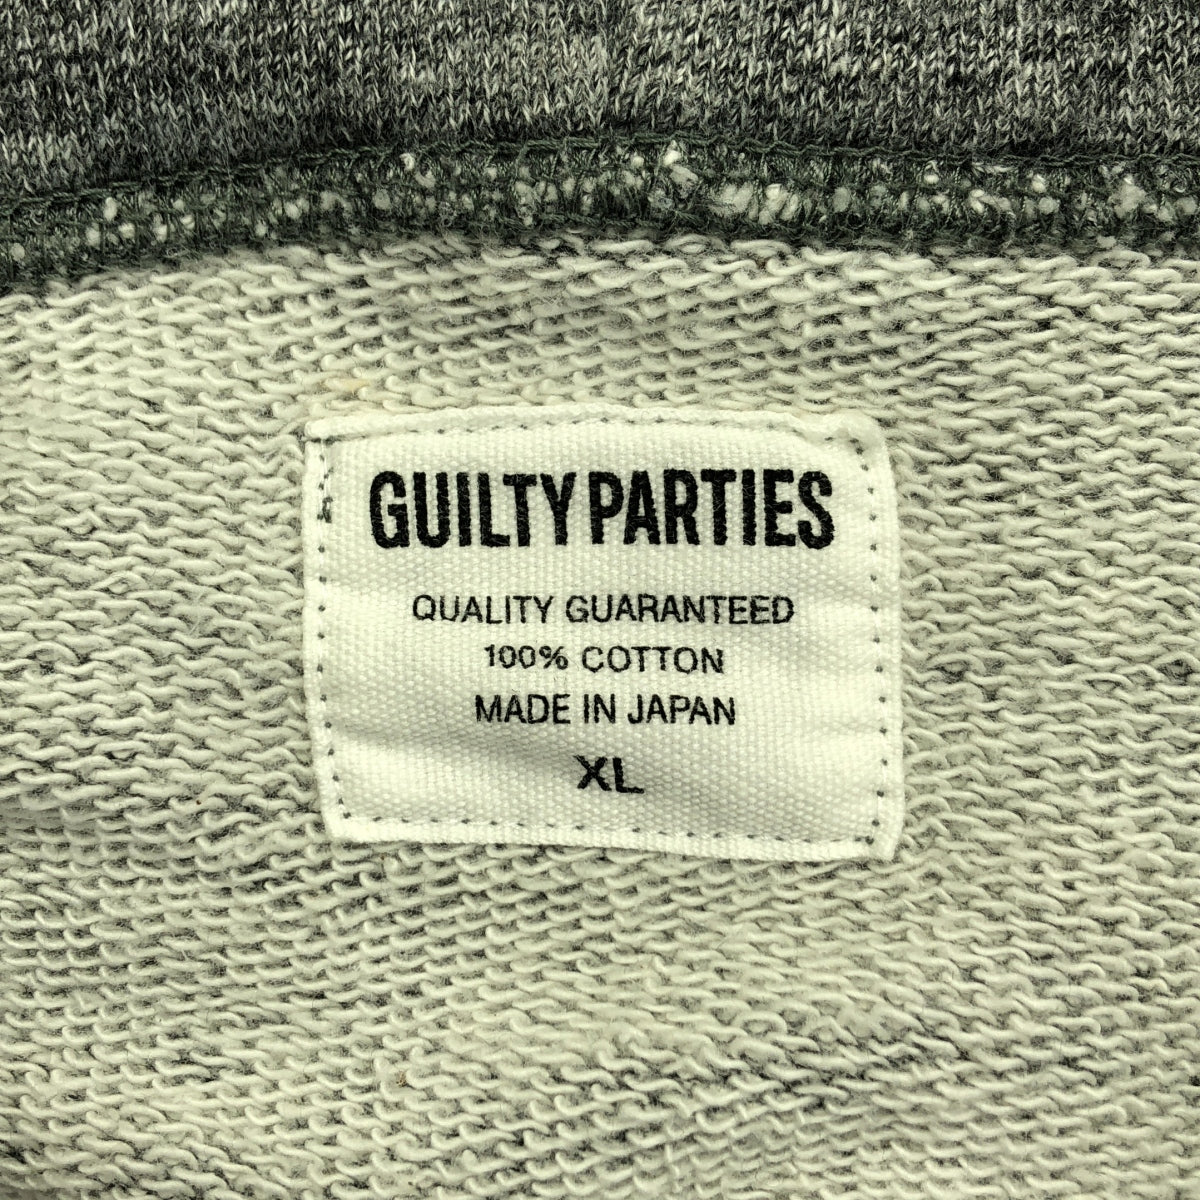 GUILTY PARTIES
QUALITY GUARANTEED
100% COTTON
MADE IN JAPAN
XL